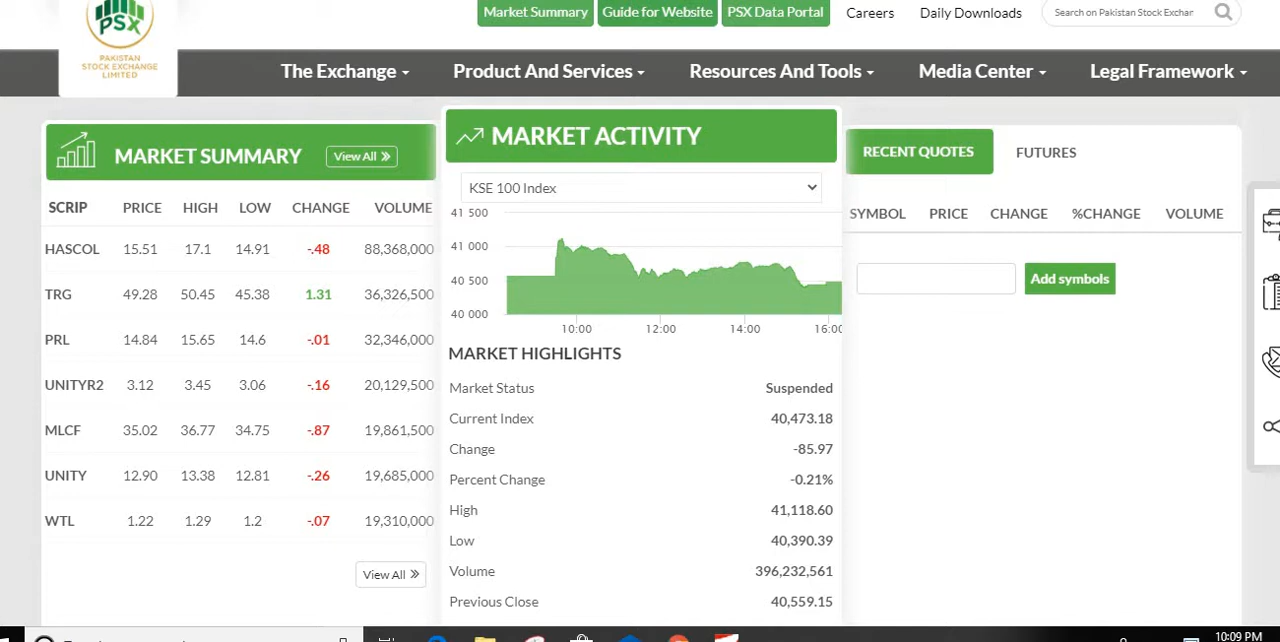 Market Summary Guide for Website PSX Data Portal Careers Daily Downloads Search on Pakistan Stock Exchar
PSX
PAKISTAN
STOCK EXCHANGE
LIMITED
The Exchange Product And Services Resources And Tools Media Center Legal Framework
MARKET SUMMARY View All
SCRIP PRICE HIGH LOW CHANGE VOLUME
HASCOL 15.51 17.1 14.91 -.48 88,368,000
TRG 49.28 50.45 45.38 1.31 36,326,500
PRL 14.84 15.65 14.6 -.01 32,346,000
UNITYR2 3.12 3.45 3.06 -.16 20,129,500
MLCF 35.02 36.77 34.75 -.87 19,861,500
UNITY 12.90 13.38 12.81 -.26 19,685,000
WTL 1.22 1.29 1.2 -.07 19,310,000
View All
MARKET ACTIVITY
KSE 100 Index
41 500
41 000
40 500
40 000
10:00 12:00 14:00 16:00
MARKET HIGHLIGHTS
Market Status Suspended
Current Index 40,473.18
Change -85.97
Percent Change -0.21%
High 41,118.60
Low 40,390.39
Volume 396,232,561
Previous Close 40,559.15
RECENT QUOTES FUTURES
SYMBOL PRICE CHANGE %CHANGE VOLUME
Add symbols
10:09 PM